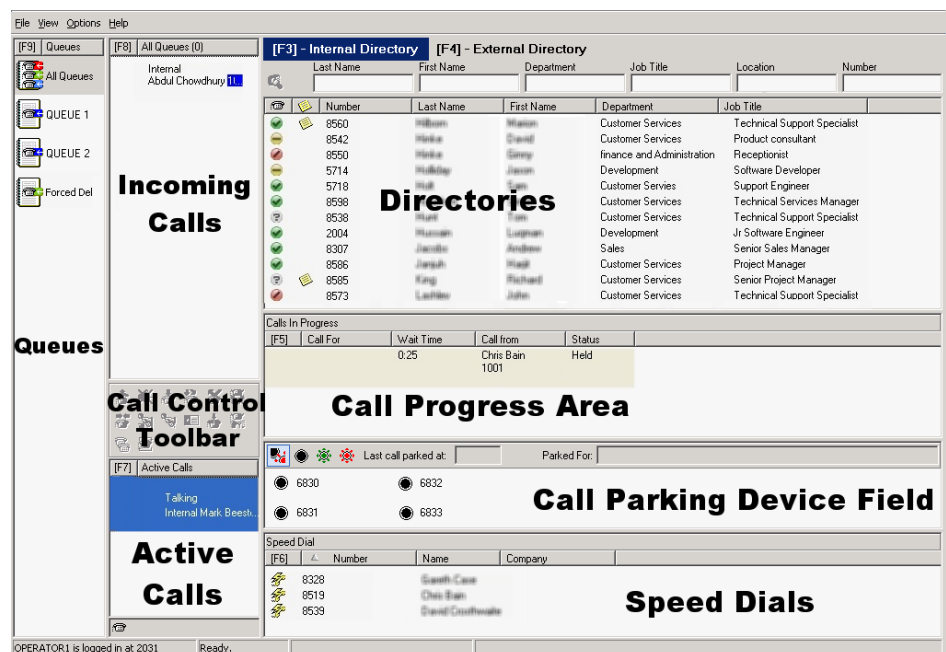 File View Options Help
[F9] Queues
All Queues
QUEUE 1
QUEUE 2
Forced Del
Queues
[F8] All Queues (0)
Internal
Abdul Chowdhury
Incoming
Calls
Call Control
Toolbar
[F7] Active Calls
Talking
Internal Mark Beest...
Active
Calls
[F3] - Internal Directory [F4] - External Directory
Last Name First Name Department Job Title Location Number
Number Last Name First Name Department Job Title
8560 Customer Services Technical Support Specialist
8542 Customer Services Product consultant
8550 finance and Administration Receptionist
5714 Development Software Developer
5718 Customer Servies Support Engineer
8598 Customer Services Technical Services Manager
8538 Customer Services Technical Support Specialist
2004 Development Jr Software Engineer
8307 Sales Senior Sales Manager
8586 Customer Services Project Manager
8585 Customer Services Senior Project Manager
8573 Customer Services Technical Support Specialist
Directories
Calls In Progress
[F5] Call For Wait Time Call from Status
0:25 Chris Bain Held
1001
Call Progress Area
Last call parked at: Parked For:
6830 6832
6831 6833
Call Parking Device Field
Speed Dial
[F6] Number Name Company
8328
8519
8539
Speed Dials
OPERATOR1 is logged in at 2031 Ready.